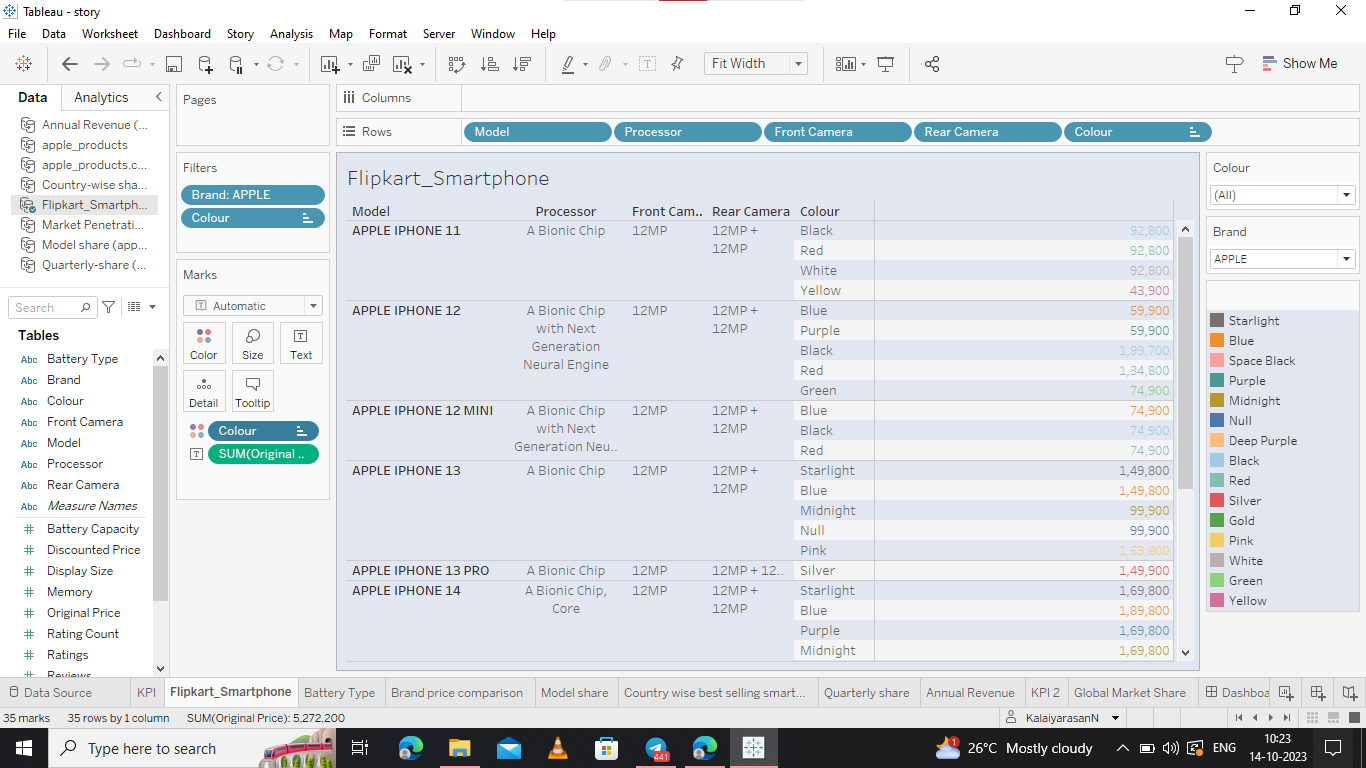 Tableau - story
File Data Worksheet Dashboard Story Analysis Map Format Server Window Help
Fit Width
Show Me
Data Analytics
Annual Revenue (...
apple_products
apple_products.c...
Country-wise sha...
Flipkart_Smartph...
Market Penetrati...
Model share (app...
Quarterly-share (...
Search
Tables
Abc Battery Type
Abc Brand
Abc Colour
Abc Front Camera
Abc Model
Abc Processor
Abc Rear Camera
Abc Measure Names
# Battery Capacity
# Discounted Price
# Display Size
# Memory
# Original Price
# Rating Count
# Ratings
# Reviews
Pages
Filters
Brand: APPLE
Colour
Marks
Automatic
Color Size Text
Detail Tooltip
Colour
SUM(Original ..
Columns
Rows Model Processor Front Camera Rear Camera Colour
Flipkart_Smartphone
Model Processor Front Cam.. Rear Camera Colour
APPLE IPHONE 11 A Bionic Chip 12MP 12MP + Black 92,800
12MP Red 92,800
White 92,800
Yellow 43,900
APPLE IPHONE 12 A Bionic Chip 12MP 12MP + Blue 59,900
with Next 12MP Purple 59,900
Generation Black 1,99,700
Neural Engine Red 1,34,800
Green 74,900
APPLE IPHONE 12 MINI A Bionic Chip 12MP 12MP + Blue 74,900
with Next 12MP Black 74,900
Generation Neu.. Red 74,900
APPLE IPHONE 13 A Bionic Chip 12MP 12MP + Starlight 1,49,800
12MP Blue 1,49,800
Midnight 99,900
Null 99,900
Pink 1,69,800
APPLE IPHONE 13 PRO A Bionic Chip 12MP 12MP + 12.. Silver 1,49,900
APPLE IPHONE 14 A Bionic Chip, 12MP 12MP + Starlight 1,69,800
Core 12MP Blue 1,89,800
Purple 1,69,800
Midnight 1,69,800
Colour
(All)
Brand
APPLE
Starlight
Blue
Space Black
Purple
Midnight
Null
Deep Purple
Black
Red
Silver
Gold
Pink
White
Green
Yellow
Data Source KPI Flipkart_Smartphone Battery Type Brand price comparison Model share Country wise best selling smart... Quarterly share Annual Revenue KPI 2 Global Market Share Dashboa
35 marks 35 rows by 1 column SUM(Original Price): 5,272,200 KalaiyarasanN
Type here to search 441 26°C Mostly cloudy ENG 10:23
14-10-2023